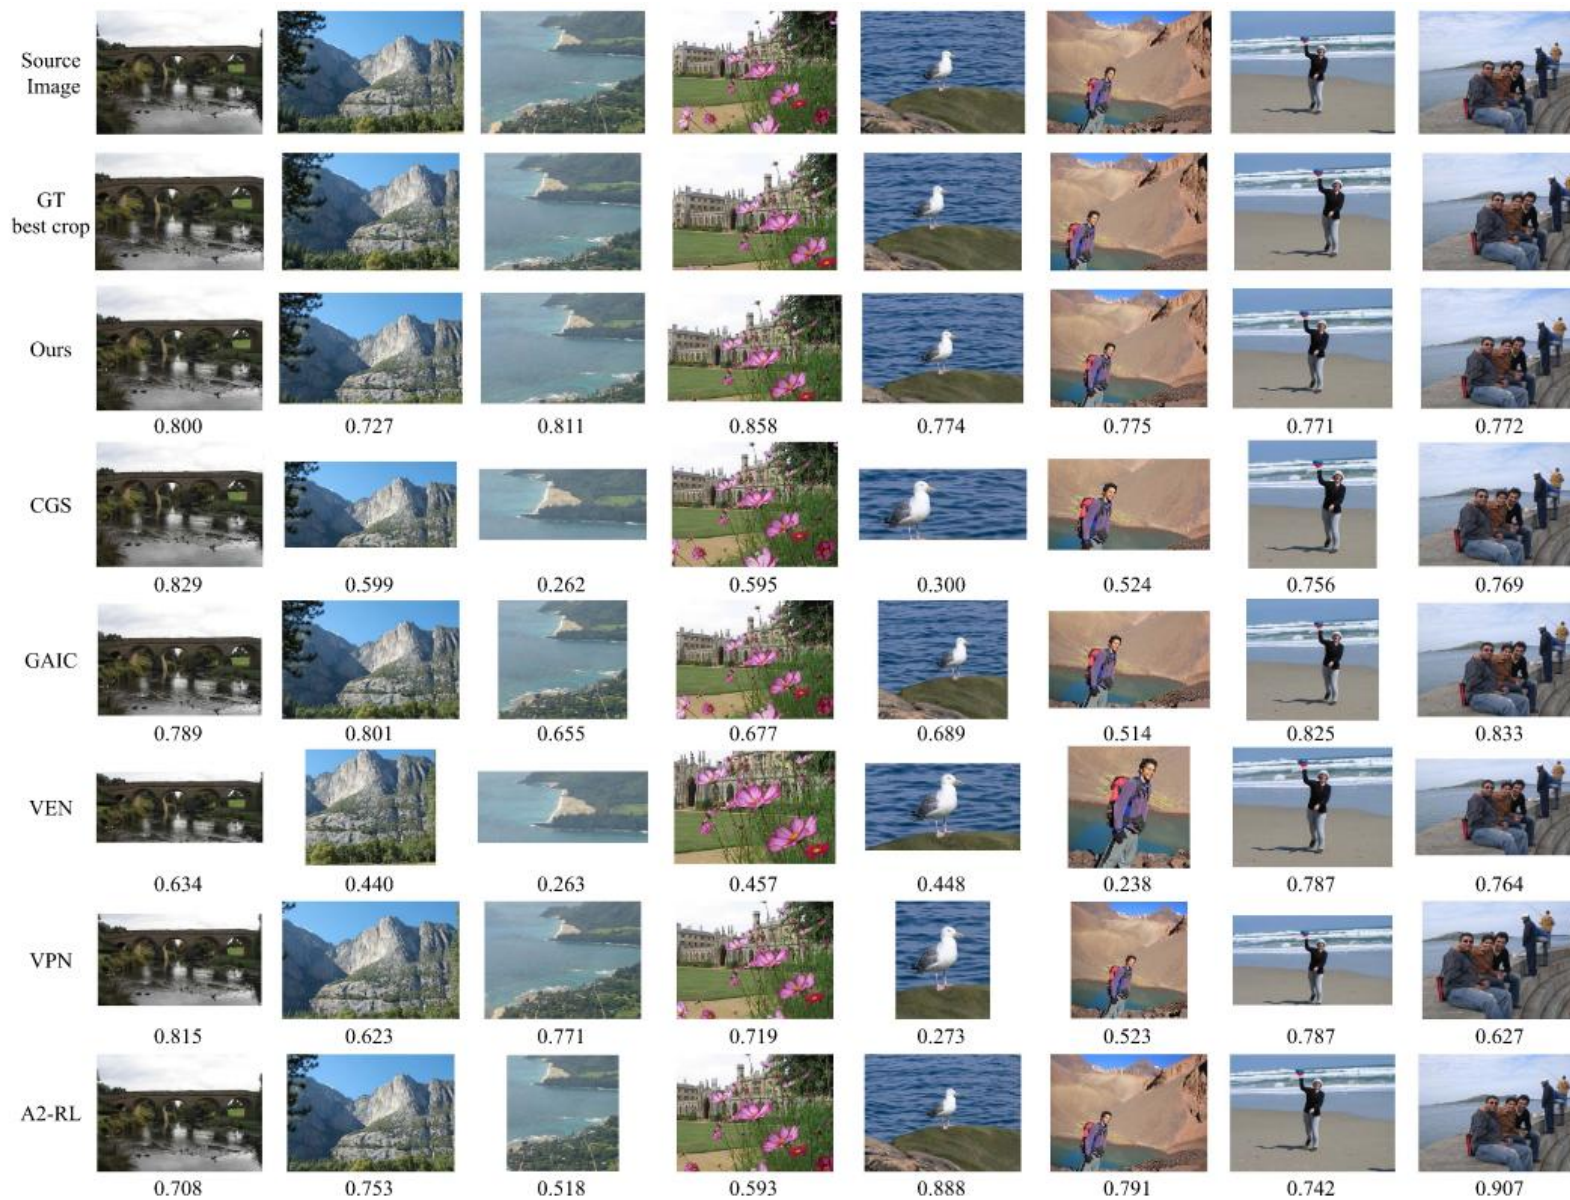 Source
Image
GT
best crop
Ours
0.800 0.727 0.811 0.858 0.774 0.775 0.771 0.772
CGS
0.829 0.599 0.262 0.595 0.300 0.524 0.756 0.769
GAIC
0.789 0.801 0.655 0.677 0.689 0.514 0.825 0.833
VEN
0.634 0.440 0.263 0.457 0.448 0.238 0.787 0.764
VPN
0.815 0.623 0.771 0.719 0.273 0.523 0.787 0.627
A2-RL
0.708 0.753 0.518 0.593 0.888 0.791 0.742 0.907